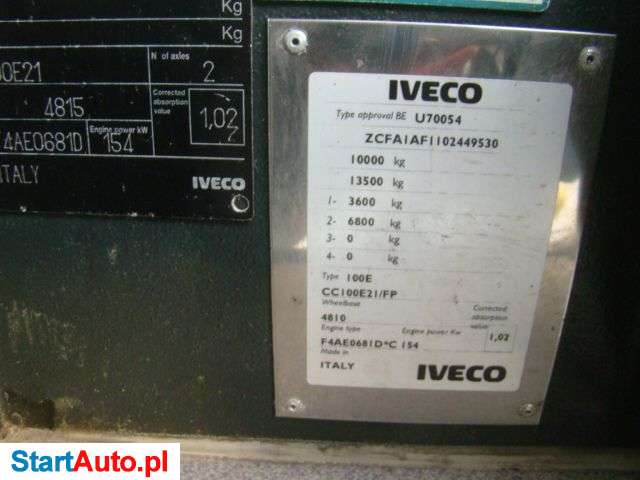 Kg
Kg
00E21
N of axles
2
4815
Corrected
absorption
value
1,02
F4AE0681D
Engine power kW
154
ITALY
IVECO
IVECO
Type approval BE U70054
ZCFA1AF1102449530
10000 kg
13500 kg
1- 3600 kg
2- 6800 kg
3- 0 kg
4- 0 kg
Type 100E
CC100E21/FP
Wheelbase
4810
Corrected
absorption
value
1,02
Engine type Engine power Kw
F4AE0681D*C 154
Made in
ITALY
IVECO
StartAuto.pl